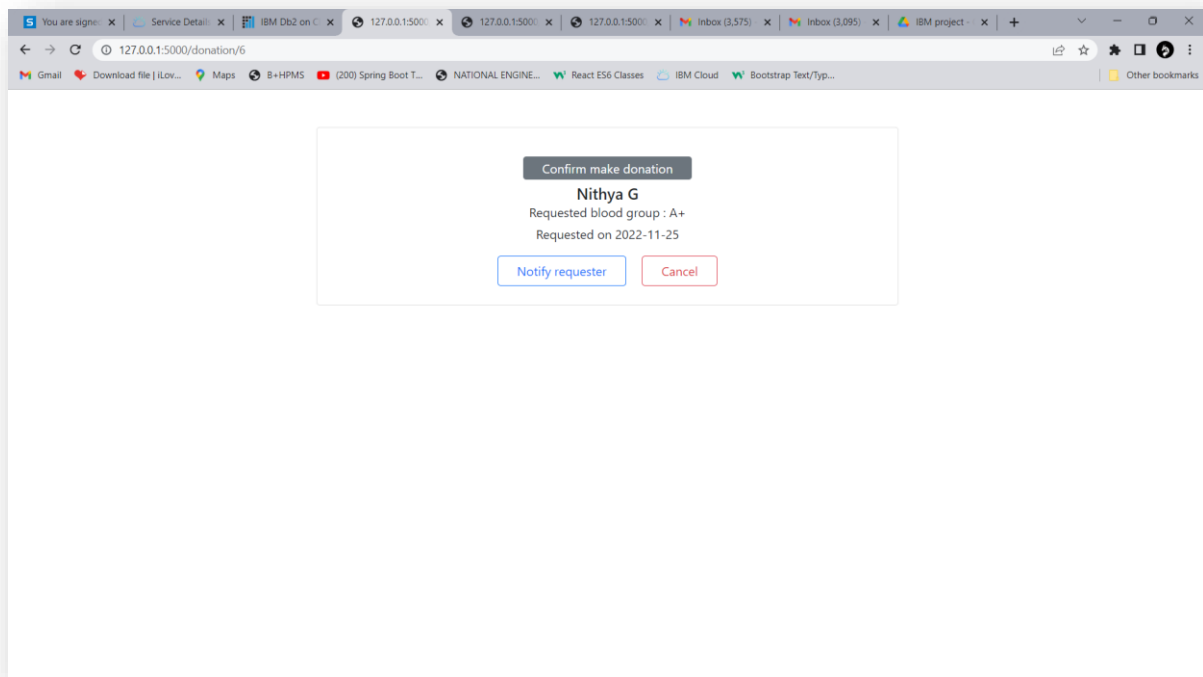 You are signed Service Details IBM Db2 on C 127.0.0.1:5000 127.0.0.1:5000 127.0.0.1:5000 Inbox (3,575) Inbox (3,095) IBM project -
127.0.0.1:5000/donation/6
Gmail Download file | iLov... Maps B+HPMS (200) Spring Boot T... NATIONAL ENGINE... React ES6 Classes IBM Cloud Bootstrap Text/Typ... Other bookmarks
Confirm make donation
Nithya G
Requested blood group : A+
Requested on 2022-11-25
Notify requester Cancel